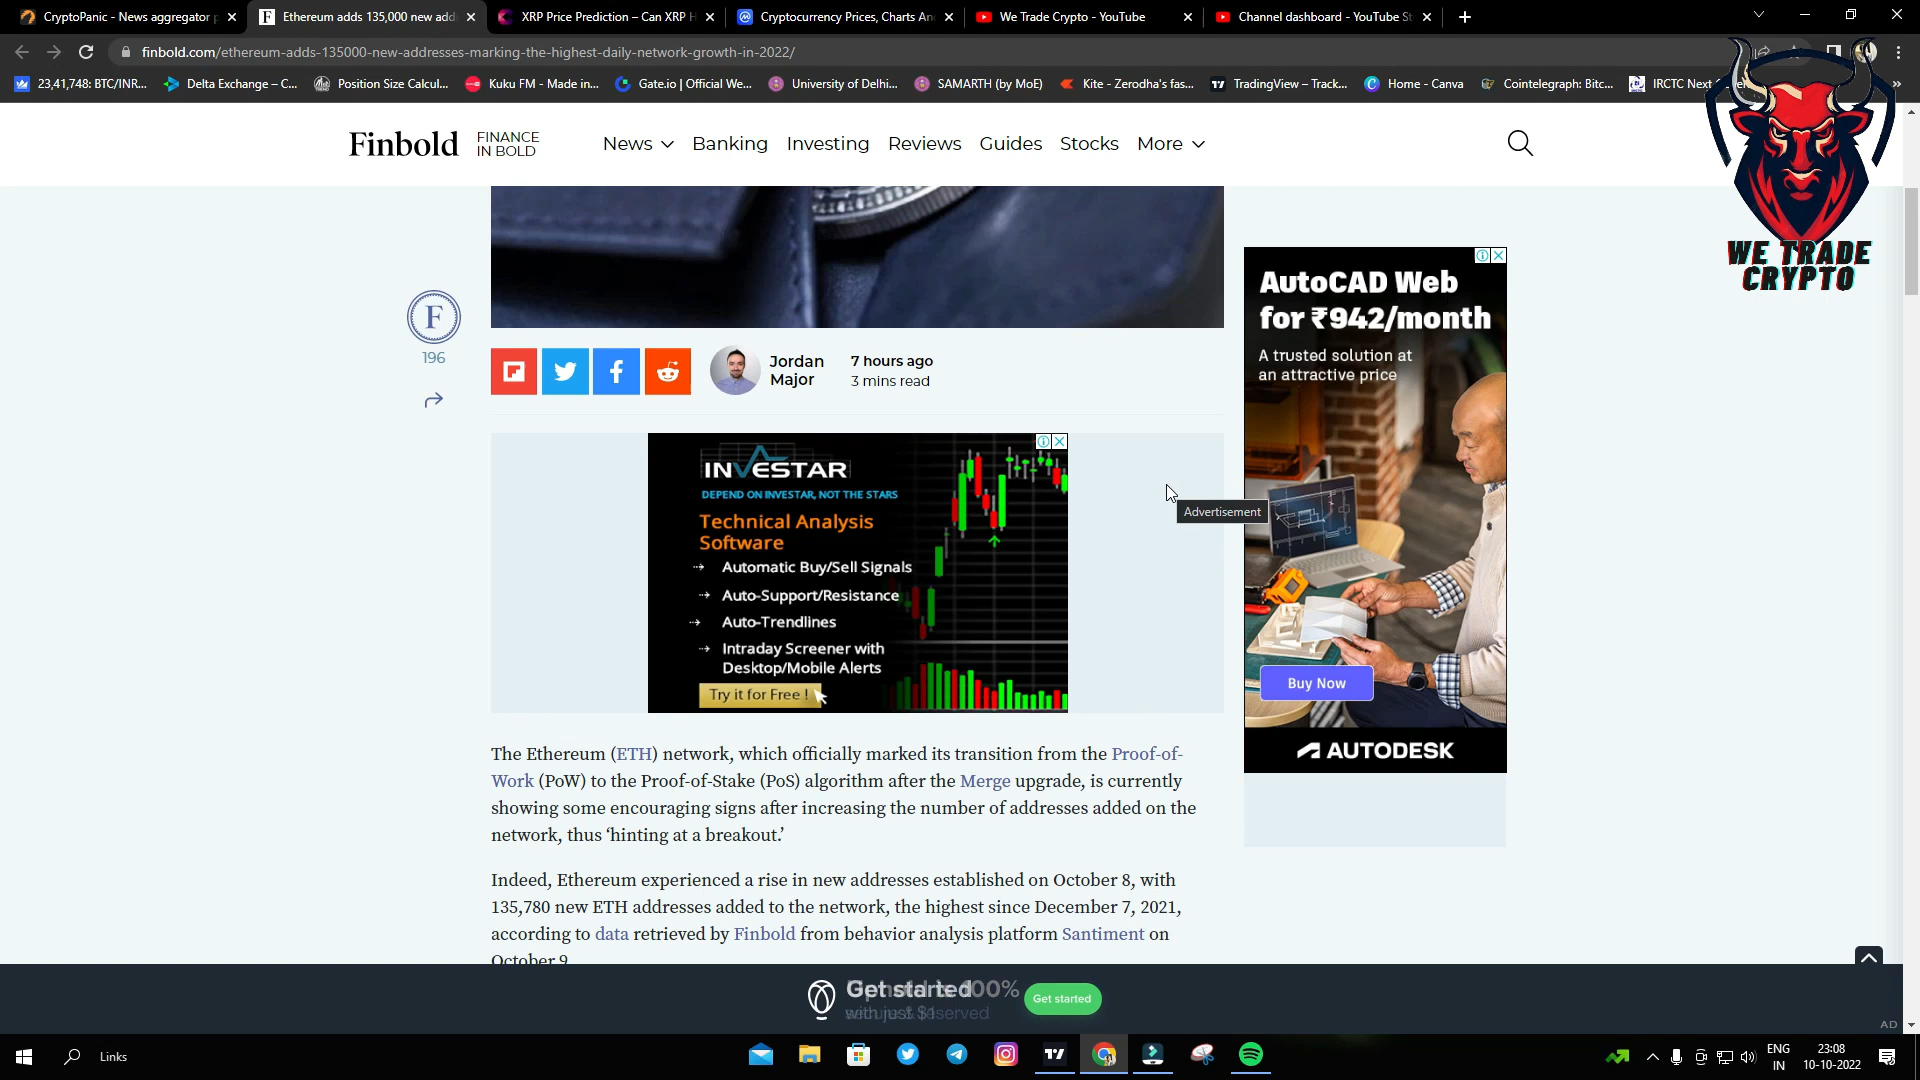 CryptoPanic - News aggregator p
Ethereum adds 135,000 new add
XRP Price Prediction – Can XRP H
Cryptocurrency Prices, Charts An
We Trade Crypto - YouTube
Channel dashboard - YouTube St
finbold.com/ethereum-adds-135000-new-addresses-marking-the-highest-daily-network-growth-in-2022/
23,41,748: BTC/INR...
Delta Exchange – C...
Position Size Calcul...
Kuku FM - Made in...
Gate.io | Official We...
University of Delhi...
SAMARTH (by MoE)
Kite - Zerodha's fas...
TradingView – Track...
Home - Canva
Cointelegraph: Bitc...
IRCTC Next
Finbold
FINANCE
IN BOLD
News
Banking
Investing
Reviews
Guides
Stocks
More
WE TRADE
CRYPTO
F
196
Jordan
Major
7 hours ago
3 mins read
INVESTAR
DEPEND ON INVESTAR, NOT THE STARS
Technical Analysis
Software
Automatic Buy/Sell Signals
Auto-Support/Resistance
Auto-Trendlines
Intraday Screener with
Desktop/Mobile Alerts
Try it for Free !
Advertisement
AutoCAD Web
for ₹942/month
A trusted solution at
an attractive price
Buy Now
AUTODESK
The Ethereum (ETH) network, which officially marked its transition from the Proof-of-
Work (PoW) to the Proof-of-Stake (PoS) algorithm after the Merge upgrade, is currently
showing some encouraging signs after increasing the number of addresses added on the
network, thus ‘hinting at a breakout.’
Indeed, Ethereum experienced a rise in new addresses established on October 8, with
135,780 new ETH addresses added to the network, the highest since December 7, 2021,
according to data retrieved by Finbold from behavior analysis platform Santiment on
October 9
Get started
with just $1
Get started
AD
Links
ENG
IN
23:08
10-10-2022